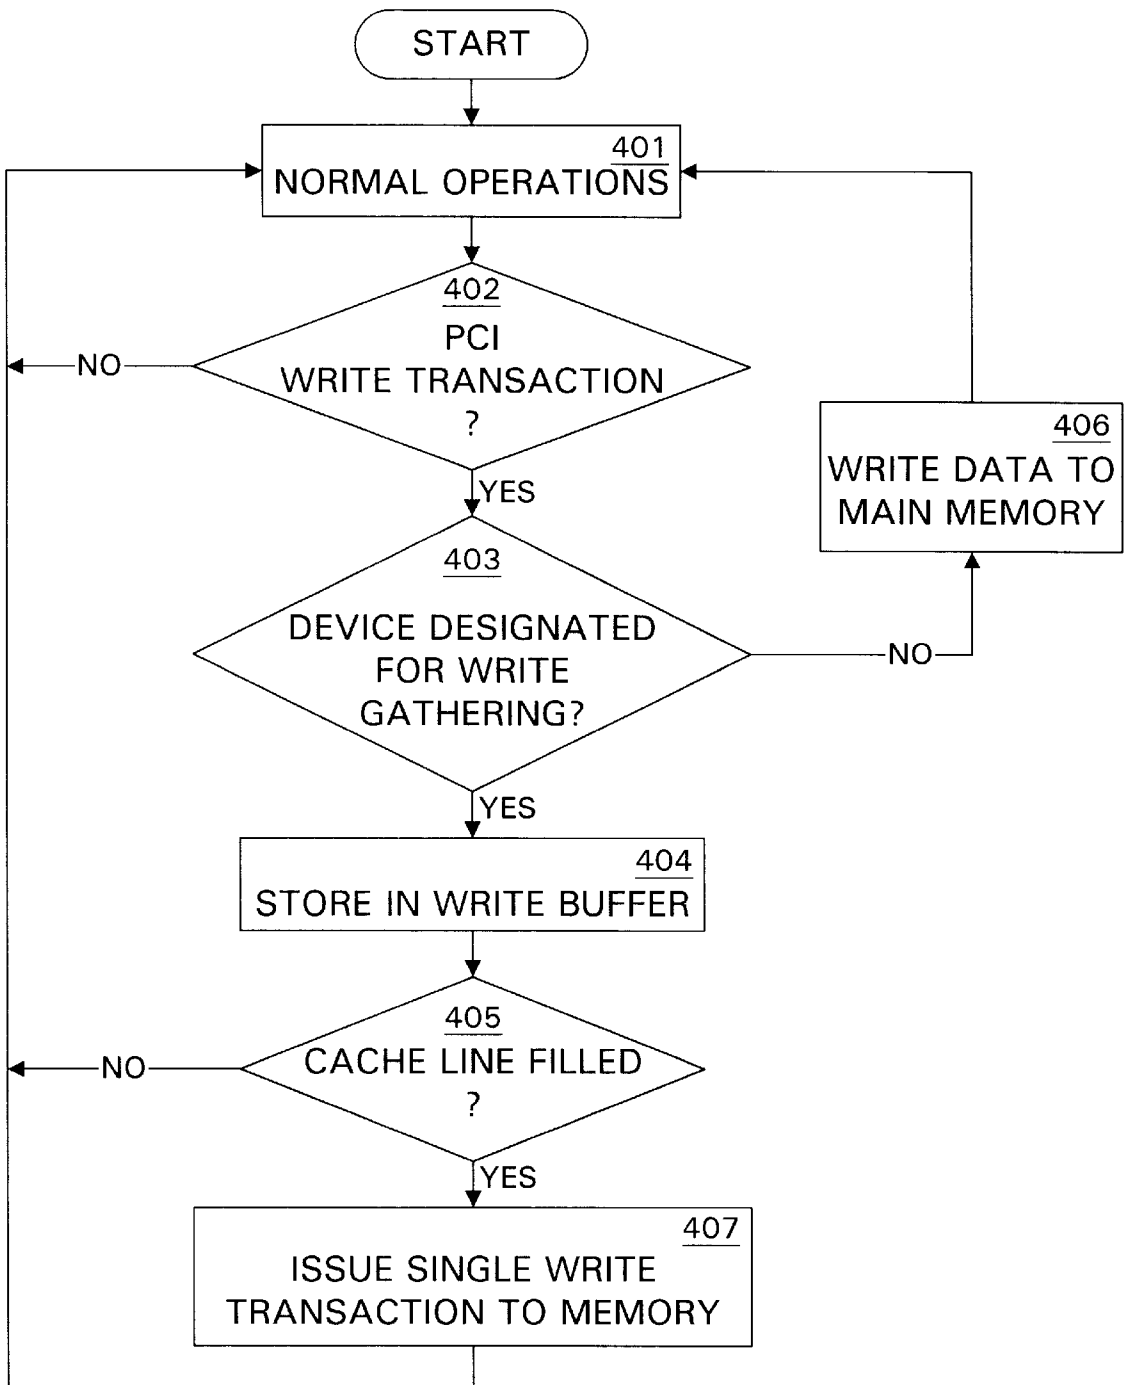 START
401
NORMAL OPERATIONS
402
PCI
WRITE TRANSACTION
?
NO
YES
406
WRITE DATA TO
MAIN MEMORY
403
DEVICE DESIGNATED
FOR WRITE
GATHERING?
NO
YES
404
STORE IN WRITE BUFFER
405
CACHE LINE FILLED
?
NO
YES
407
ISSUE SINGLE WRITE
TRANSACTION TO MEMORY